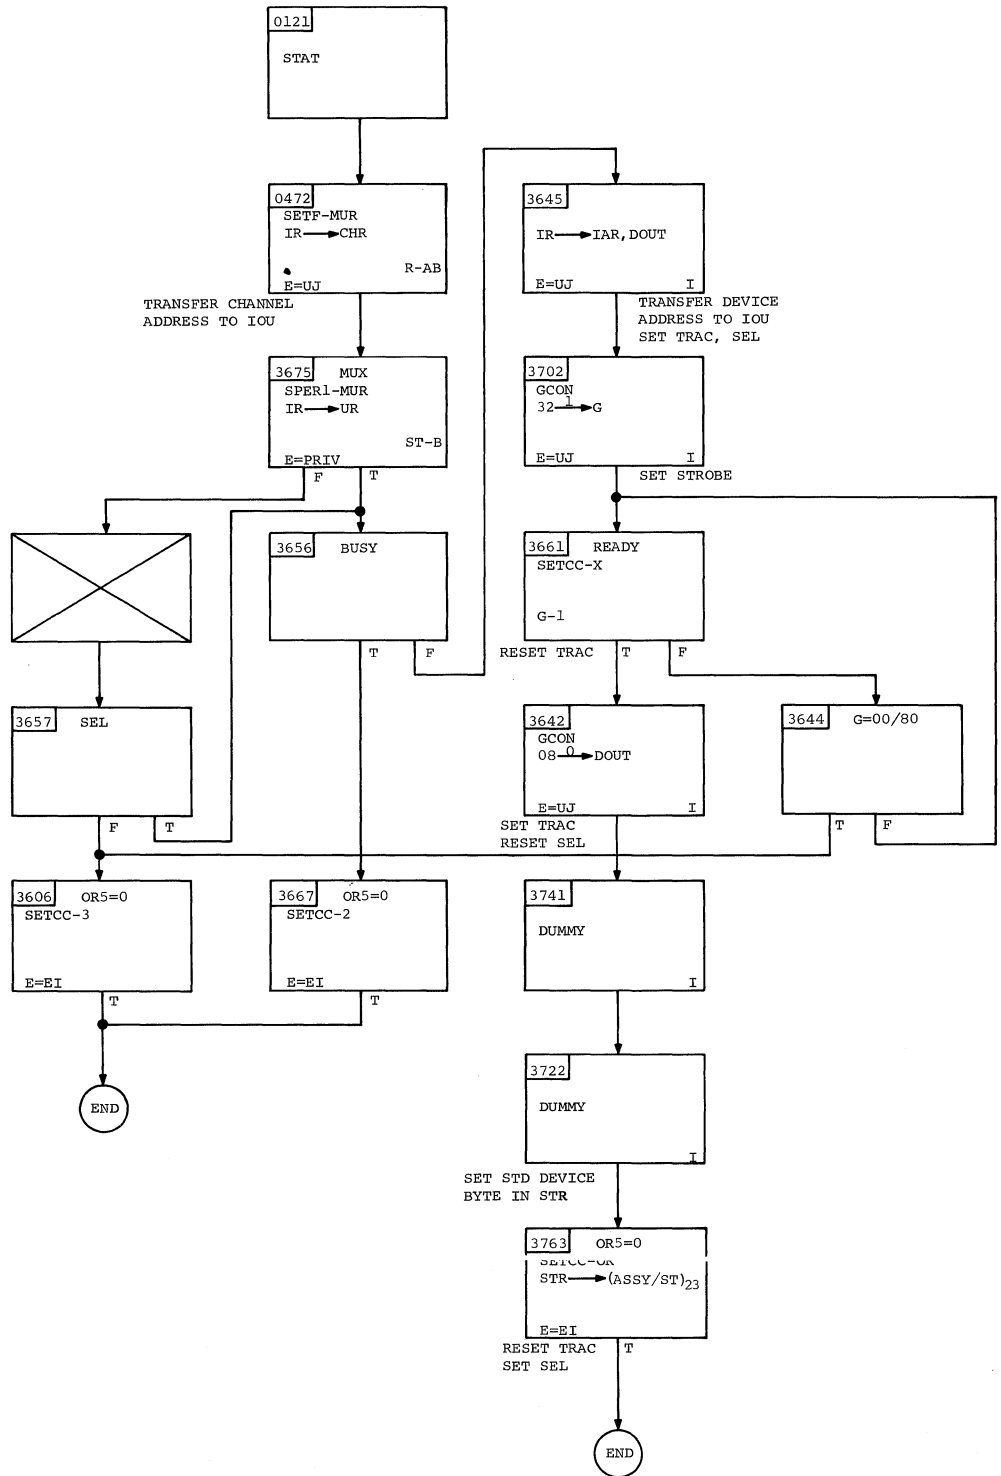 0121
STAT
0472
SETF-MUR
IR CHR
R-AB
E=UJ
TRANSFER CHANNEL
ADDRESS TO IOU
3645
IR IAR,DOUT
E=UJ I
TRANSFER DEVICE
ADDRESS TO IOU
SET TRAC, SEL
3675 MUX
SPER1-MUR
IR UR
ST-B
E=PRIV
F T
3702
GCON
32 1 G
E=UJ I
SET STROBE
3656 BUSY
T F
3661 READY
SETCC-X
G-1
RESET TRAC T F
3657 SEL
F T
3642
GCON
08 0 DOUT
E=UJ I
SET TRAC
RESET SEL
3644 G=00/80
T F
3606 OR5=0
SETCC-3
E=EI
T
3667 OR5=0
SETCC-2
E=EI
T
3741
DUMMY
I
END
3722
DUMMY
I
SET STD DEVICE
BYTE IN STR
3763 OR5=0
STR (ASSY/ST)23
E=EI
RESET TRAC T
SET SEL
END